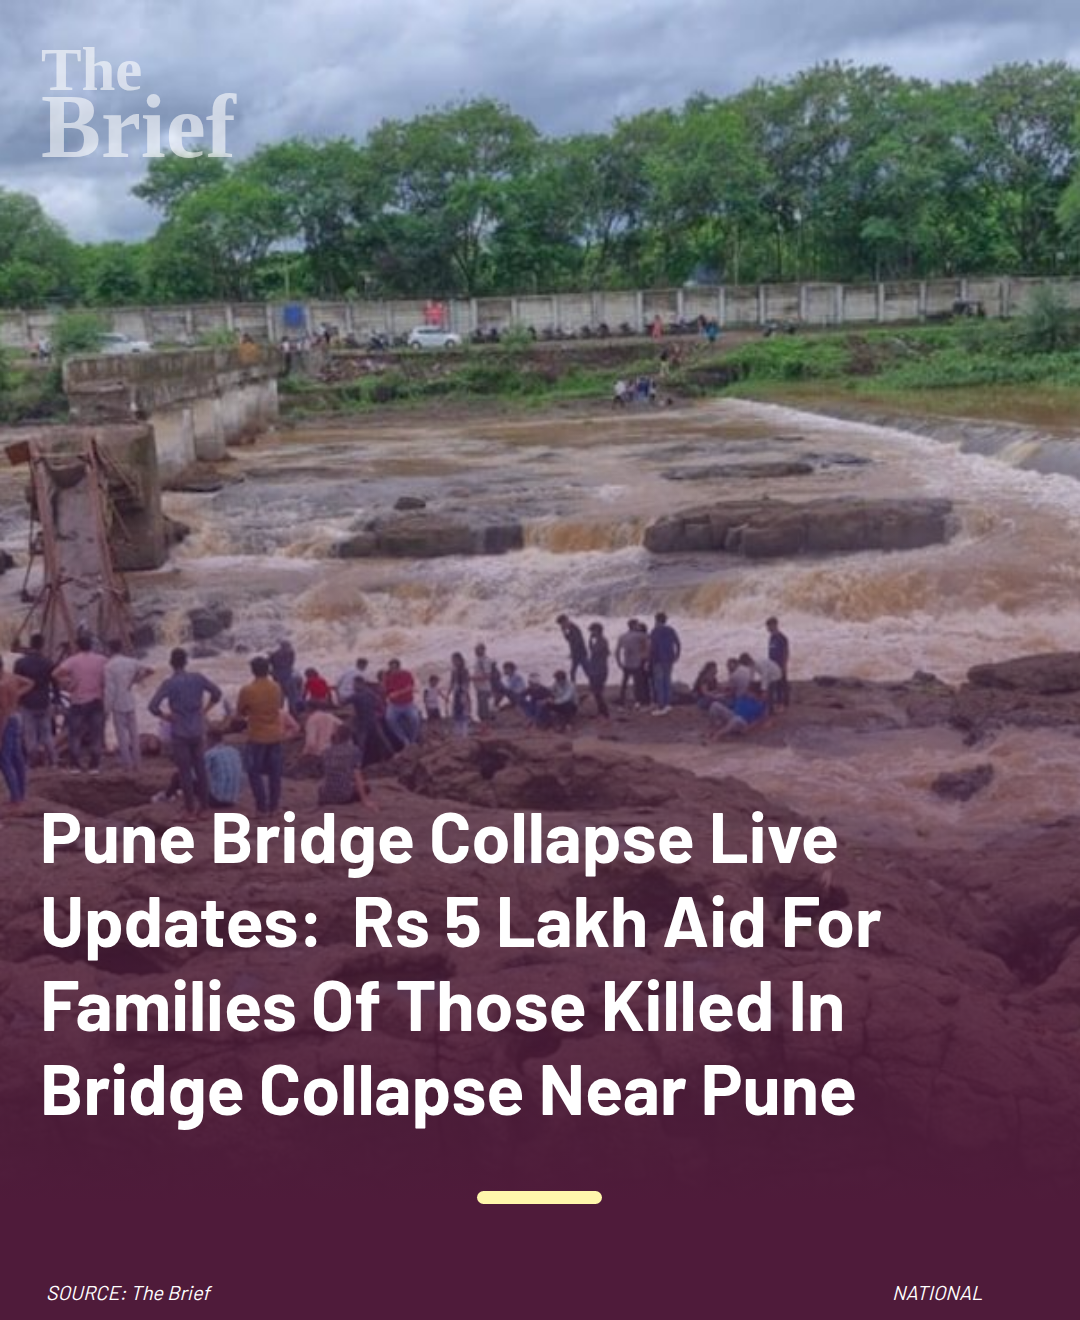 The
Brief
Pune Bridge Collapse Live
Updates: Rs 5 Lakh Aid For
Families Of Those Killed In
Bridge Collapse Near Pune
SOURCE: The Brief
NATIONAL